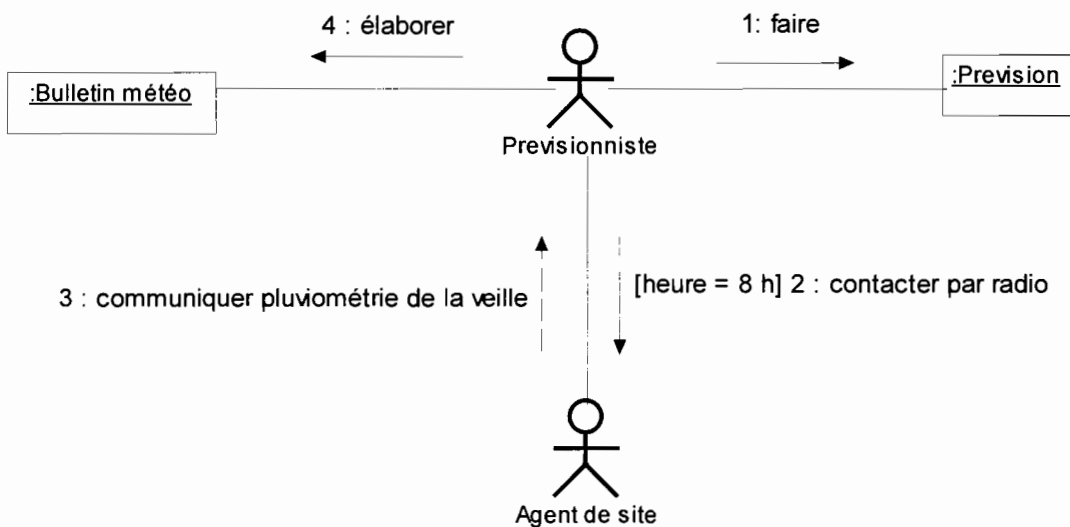 4 : élaborer
1: faire
:Bulletin météo
:Prevision
Previsionniste
3 : communiquer pluviométrie de la veille
[heure = 8 h] 2 : contacter par radio
Agent de site